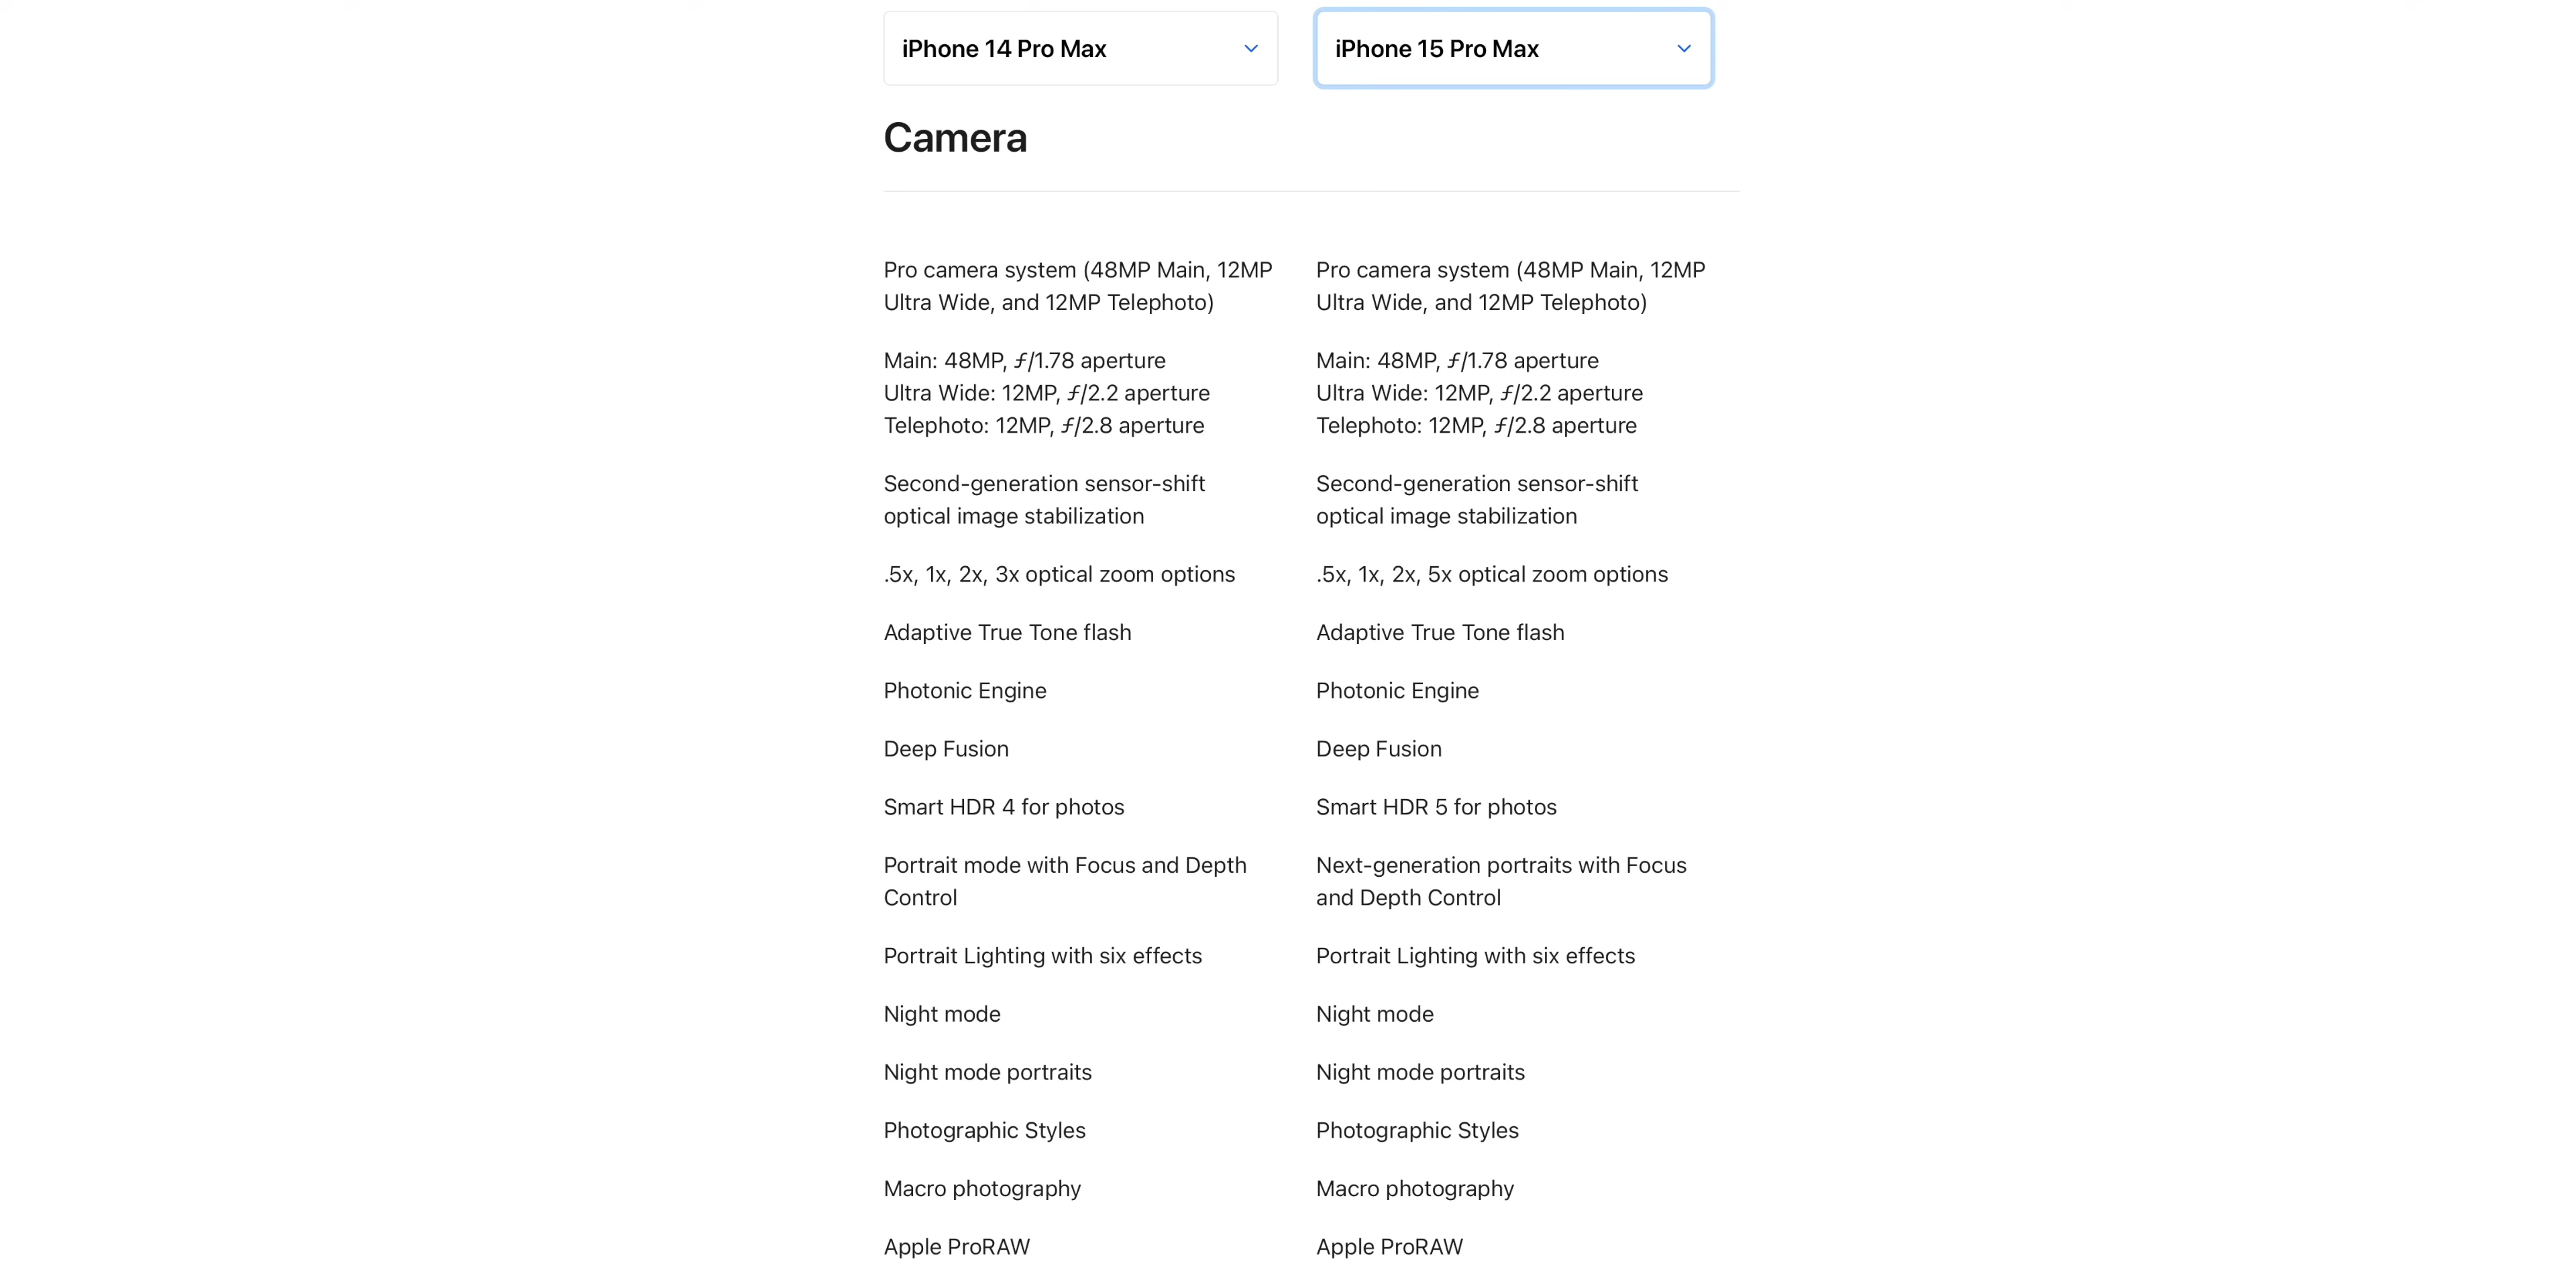 iPhone 14 Pro Max
iPhone 15 Pro Max
Camera
Pro camera system (48MP Main, 12MP
Ultra Wide, and 12MP Telephoto)
Main: 48MP, ƒ/1.78 aperture
Ultra Wide: 12MP, ƒ/2.2 aperture
Telephoto: 12MP, ƒ/2.8 aperture
Second-generation sensor-shift
optical image stabilization
.5x, 1x, 2x, 3x optical zoom options
Adaptive True Tone flash
Photonic Engine
Deep Fusion
Smart HDR 4 for photos
Portrait mode with Focus and Depth
Control
Portrait Lighting with six effects
Night mode
Night mode portraits
Photographic Styles
Macro photography
Apple ProRAW
Pro camera system (48MP Main, 12MP
Ultra Wide, and 12MP Telephoto)
Main: 48MP, ƒ/1.78 aperture
Ultra Wide: 12MP, ƒ/2.2 aperture
Telephoto: 12MP, ƒ/2.8 aperture
Second-generation sensor-shift
optical image stabilization
.5x, 1x, 2x, 5x optical zoom options
Adaptive True Tone flash
Photonic Engine
Deep Fusion
Smart HDR 5 for photos
Next-generation portraits with Focus
and Depth Control
Portrait Lighting with six effects
Night mode
Night mode portraits
Photographic Styles
Macro photography
Apple ProRAW